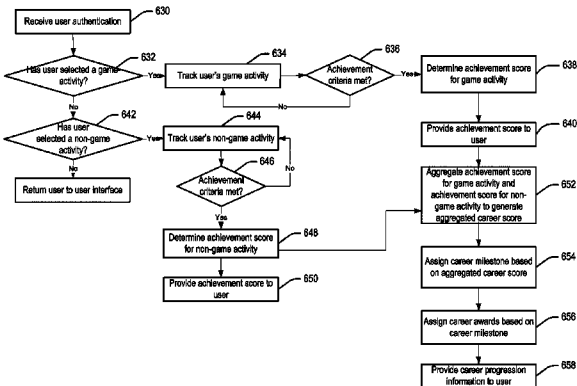 Receive user authentication
630
Has user selected a game
activity?
632
Yes
Track user's game activity
634
Achievement
criteria met?
636
Yes
No
Determine achievement score
for game activity
638
No
Has user
selected a non-game
activity?
642
Yes
Track user's non-game activity
644
No
Provide achievement score to
user
640
No
Return user to user interface
Achievement
criteria met?
646
Aggregate achievement score
for game activity and
achievement score for non-
game activity to generate
aggregated career score
652
Yes
Determine achievement score
for non-game activity
648
Assign career milestone based
on aggregated career score
654
Provide achievement score to
user
650
Assign career awards based on
career milestone
656
Provide career progression
information to user
658